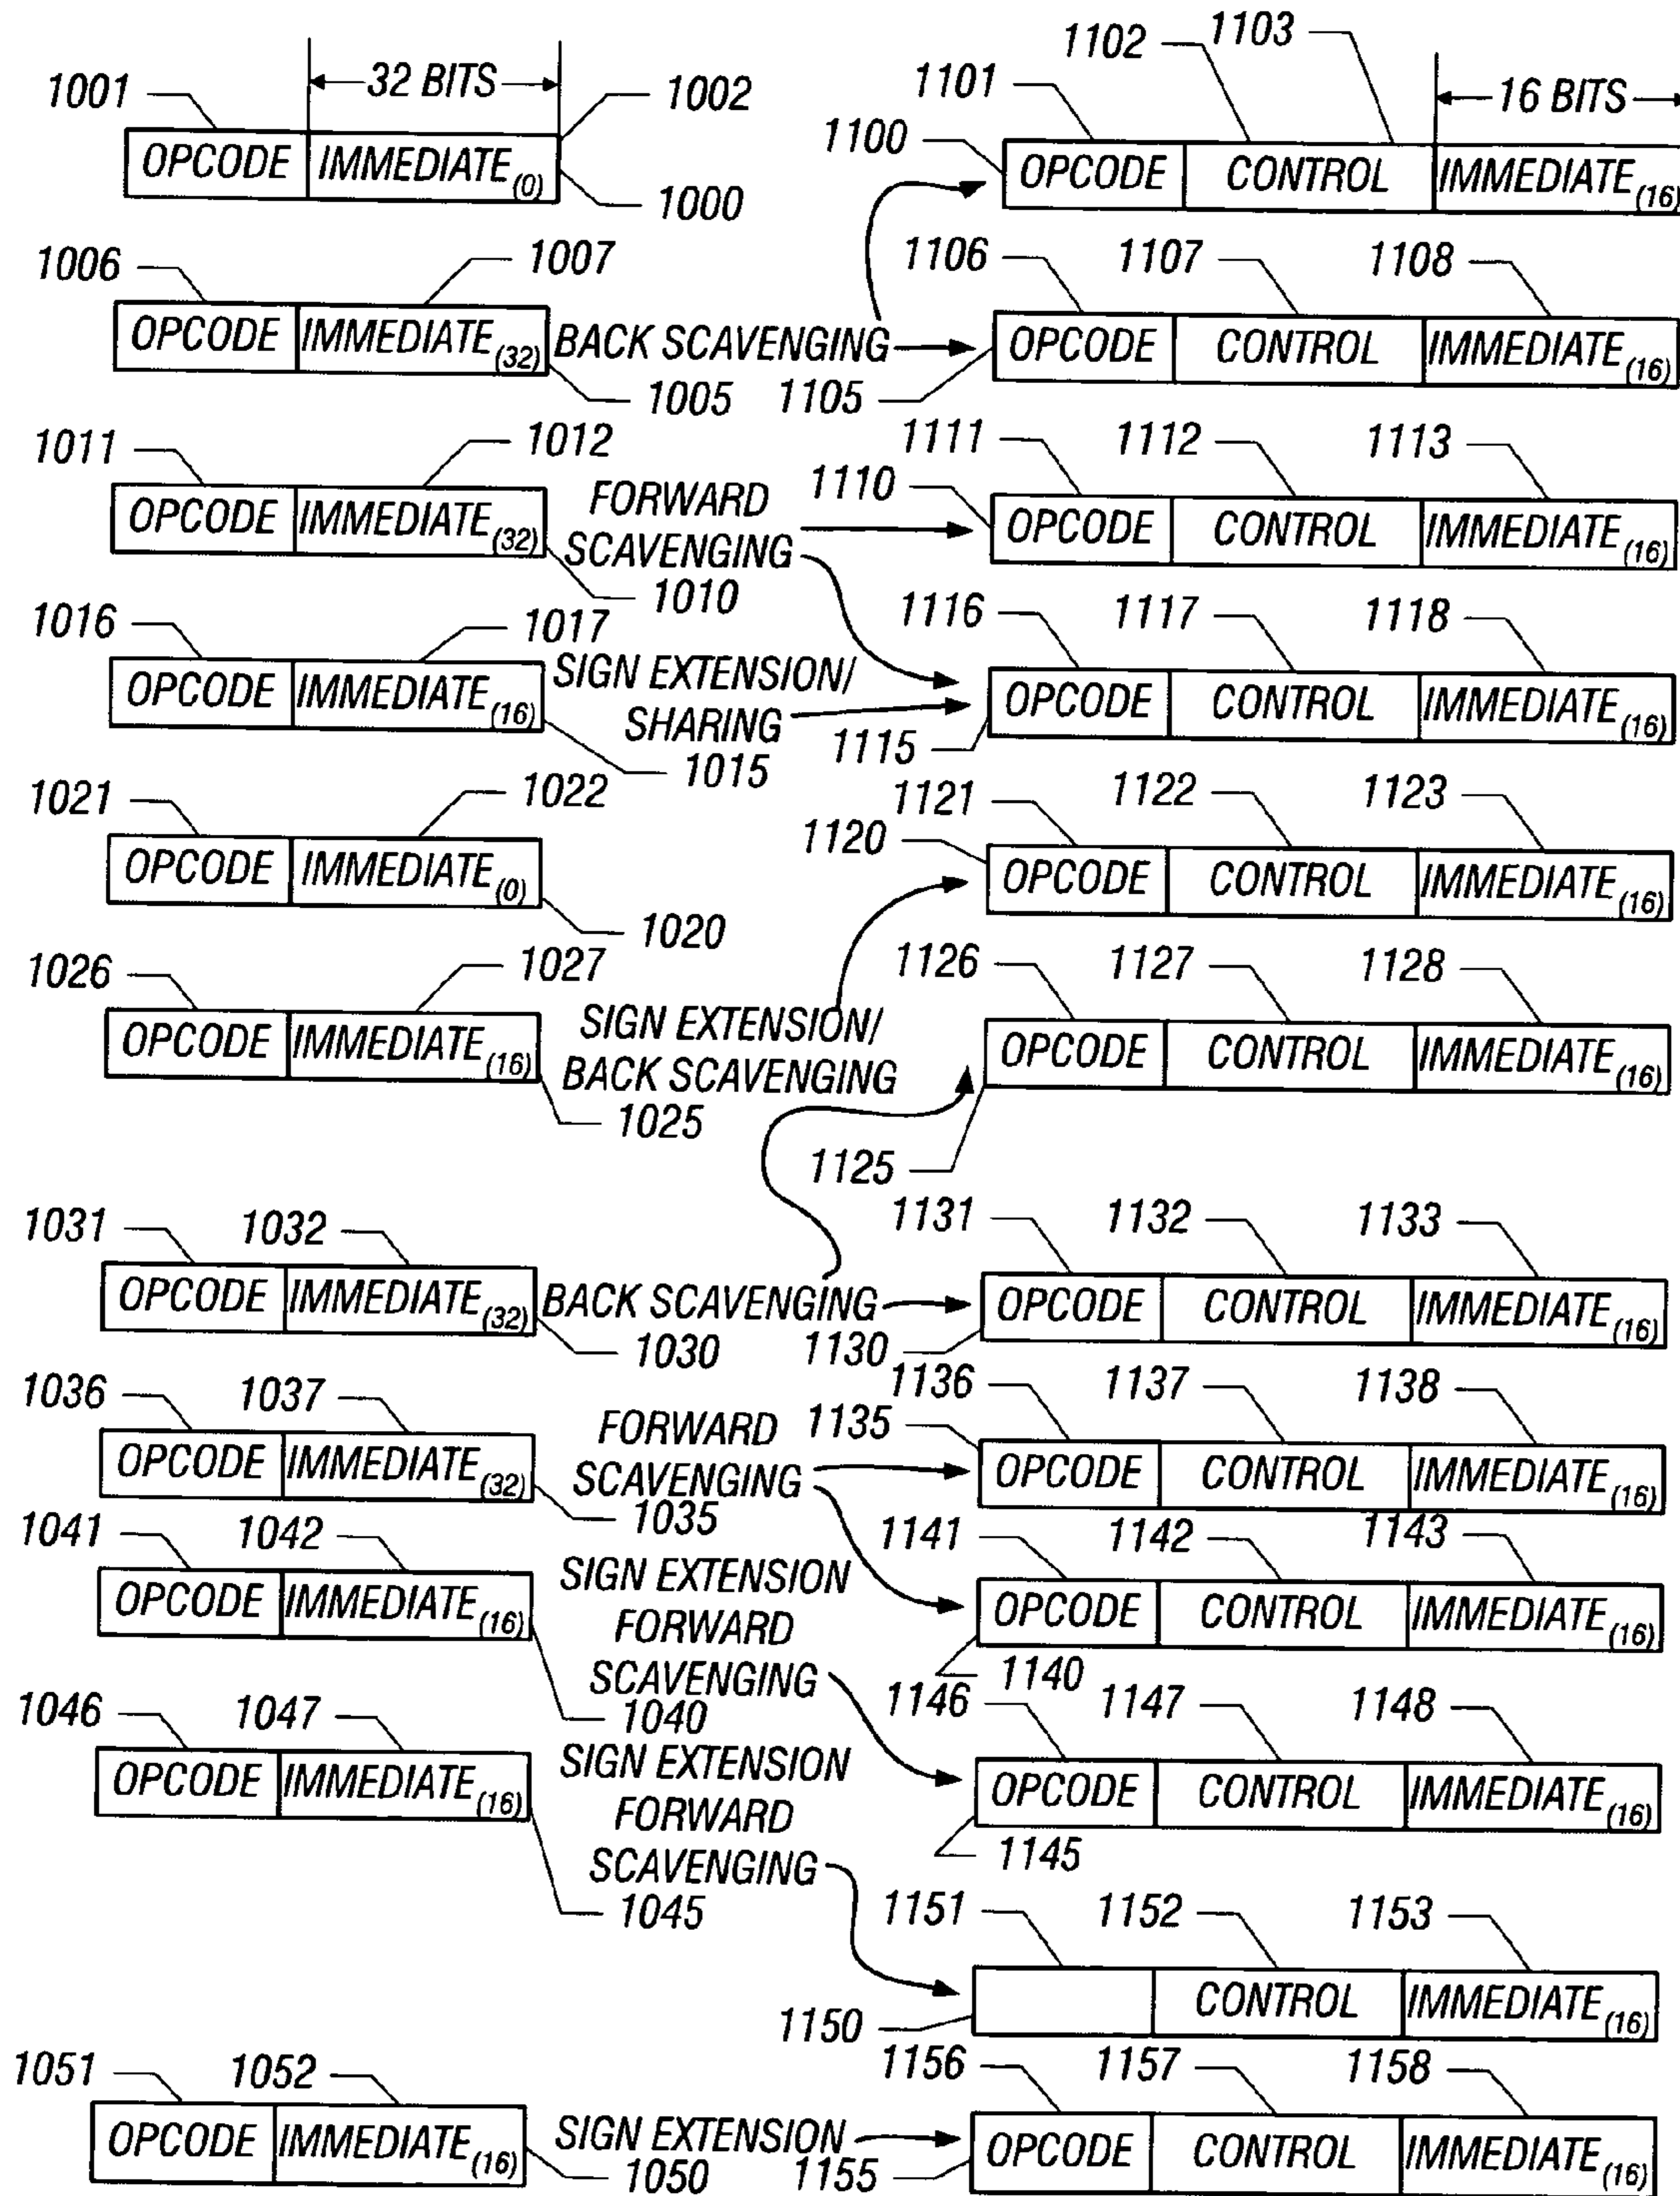 1102 1103
1001 32 BITS 1002 1101 16 BITS
1100
OPCODE IMMEDIATE(0) OPCODE CONTROL IMMEDIATE(16)
1000
1006 1007 1106 1107 1108
OPCODE IMMEDIATE(32) BACK SCAVENGING OPCODE CONTROL IMMEDIATE(16)
1005 1105
1011 1012 1111 1112 1113
FORWARD 1110
OPCODE IMMEDIATE(32) SCAVENGING OPCODE CONTROL IMMEDIATE(16)
1010
1016 1017 1116 1117 1118
OPCODE IMMEDIATE(16) SIGN EXTENSION/ OPCODE CONTROL IMMEDIATE(16)
SHARING 1115
1015
1021 1022 1121 1122 1123
1120
OPCODE IMMEDIATE(0) OPCODE CONTROL IMMEDIATE(16)
1020
1026 1027 1126 1127 1128
OPCODE IMMEDIATE(16) SIGN EXTENSION/ OPCODE CONTROL IMMEDIATE(16)
BACK SCAVENGING
1025
1125
1031 1032 1131 1132 1133
OPCODE IMMEDIATE(32) BACK SCAVENGING OPCODE CONTROL IMMEDIATE(16)
1030 1130
1036 1037 1136 1137 1138
FORWARD 1135
OPCODE IMMEDIATE(32) SCAVENGING OPCODE CONTROL IMMEDIATE(16)
1035
1041 1042 1141 1142 1143
SIGN EXTENSION
OPCODE IMMEDIATE(16) FORWARD OPCODE CONTROL IMMEDIATE(16)
SCAVENGING 1140
1040
1046 1047 1146 1147 1148
SIGN EXTENSION
OPCODE IMMEDIATE(16) FORWARD OPCODE CONTROL IMMEDIATE(16)
SCAVENGING 1145
1045
1151 1152 1153
CONTROL IMMEDIATE(16)
1150
1051 1052 1156 1157 1158
OPCODE IMMEDIATE(16) SIGN EXTENSION OPCODE CONTROL IMMEDIATE(16)
1050 1155